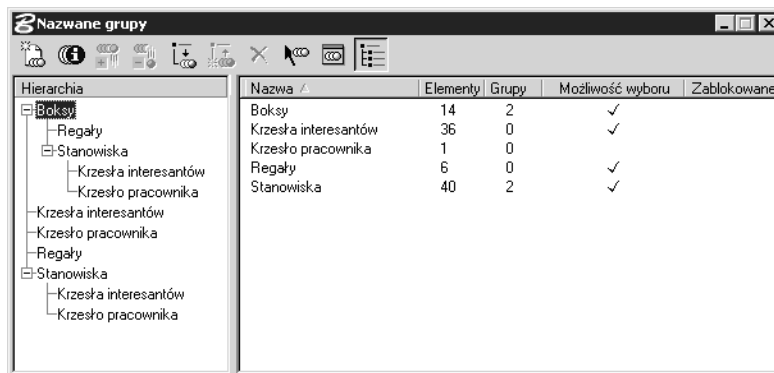 Nazwane grupy
Hierarchia
Boksy
Regały
Stanowiska
Krzesła interesantów
Krzesło pracownika
Krzesła interesantów
Krzesło pracownika
Regały
Stanowiska
Krzesła interesantów
Krzesło pracownika
Nazwa Elementy Grupy Możliwość wyboru Zablokowane
Boksy 14 2 ✓
Krzesła interesantów 36 0 ✓
Krzesło pracownika 1 0
Regały 6 0 ✓
Stanowiska 40 2 ✓